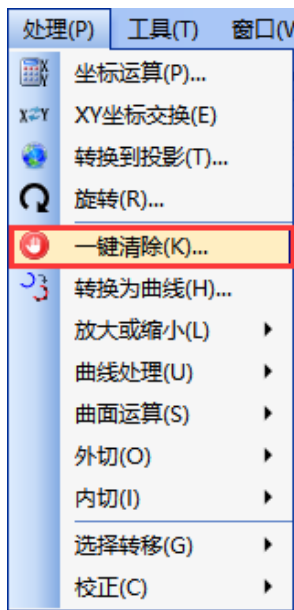 处理(P) 工具(T) 窗口(W
坐标运算(P)...
XY坐标交换(E)
转换到投影(T)...
旋转(R)...
一键清除(K)...
转换为曲线(H)...
放大或缩小(L)
曲线处理(U)
曲面运算(S)
外切(O)
内切(I)
选择转移(G)
校正(C)